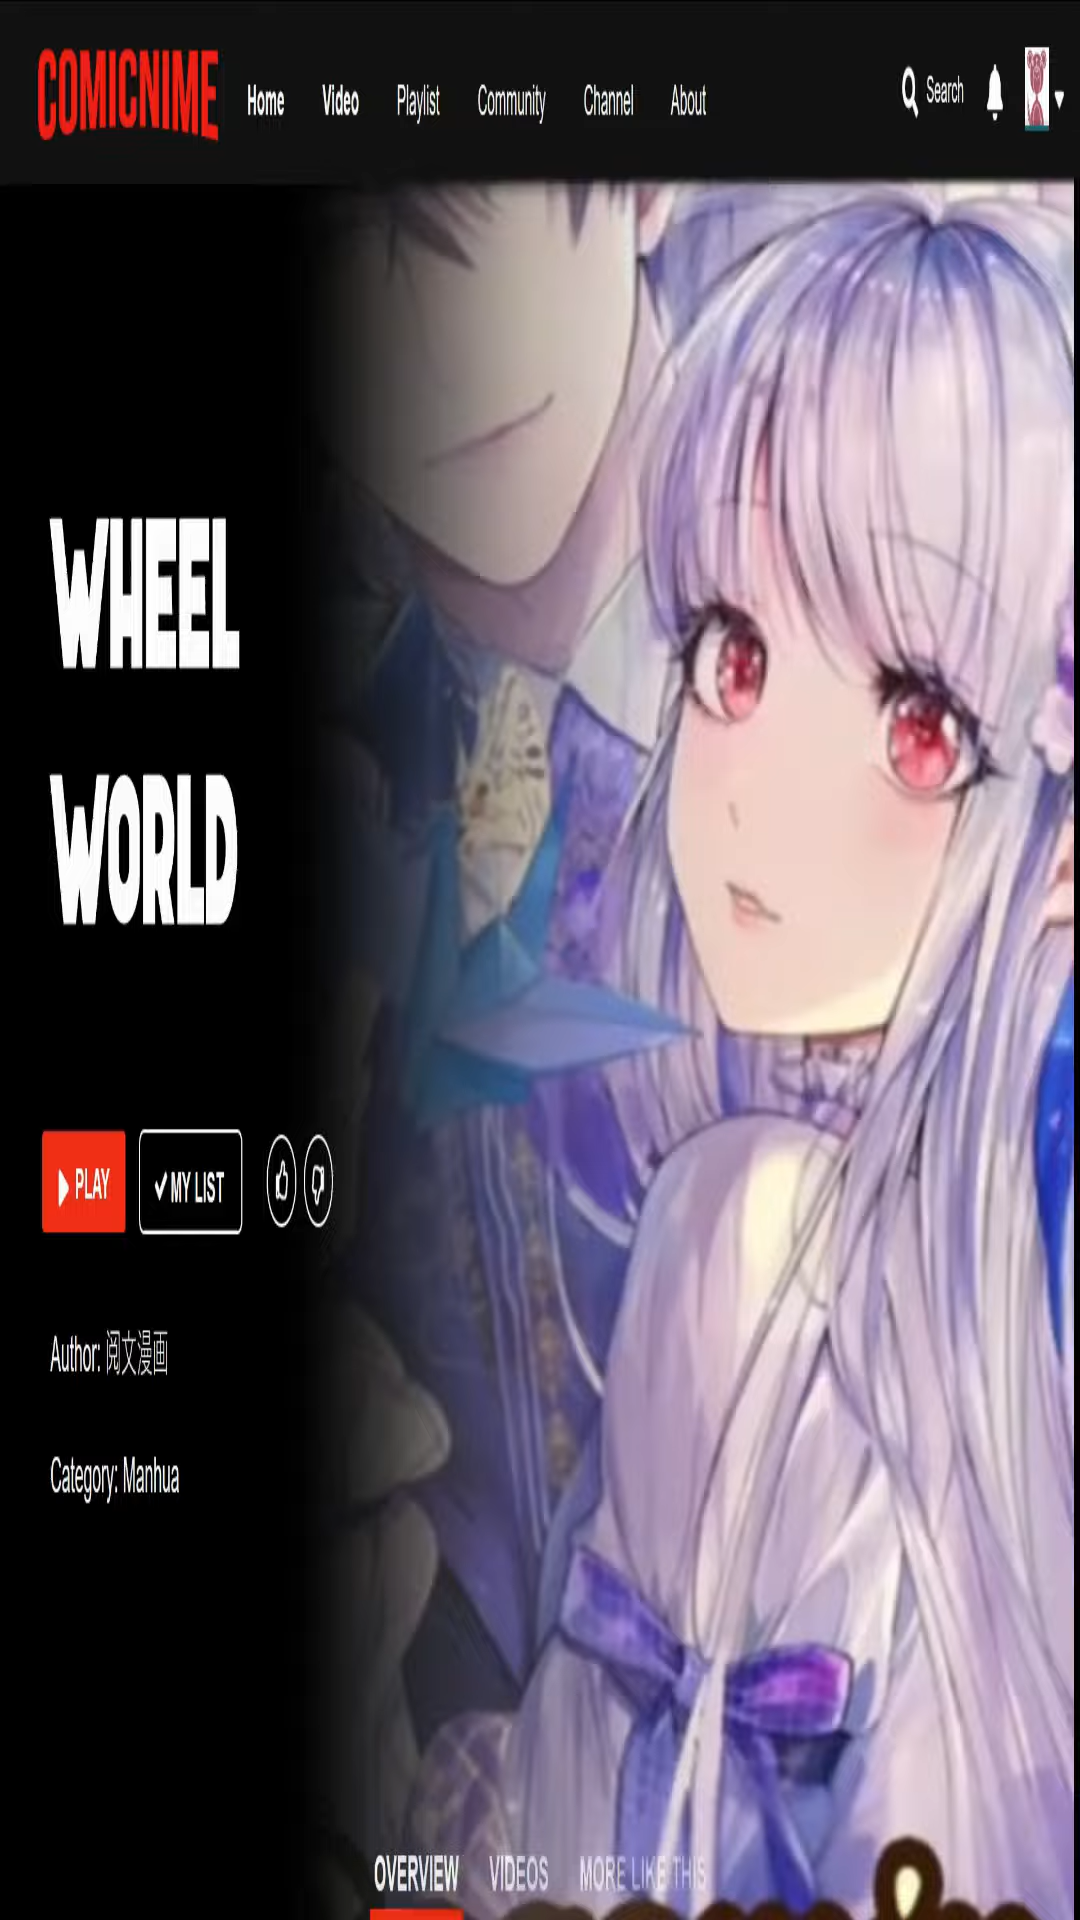 COMICNIME
Home Video Playlist Community Channel About Search
WHEEL
WORLD
PLAY MY LIST
Author: 阅文漫画
Category: Manhua
OVERVIEW VIDEOS MORE LIKE THIS